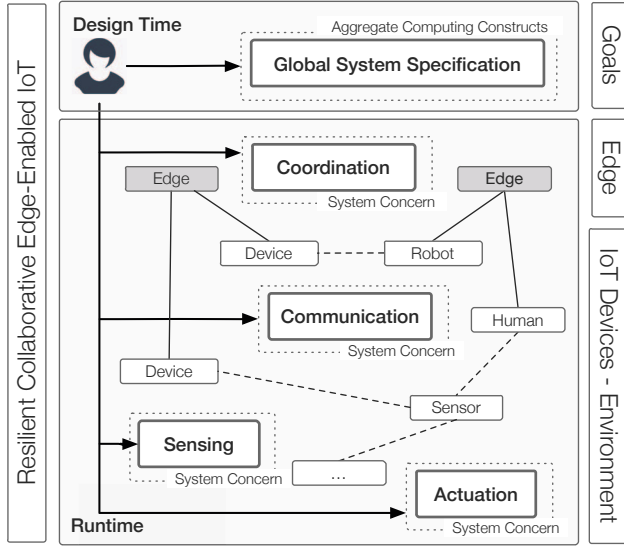 Resilient Collaborative Edge-Enabled IoT
Design Time
Aggregate Computing Constructs
Global System Specification
Goals
Edge
Coordination
System Concern
Edge
Edge
Device
Robot
Communication
System Concern
Human
Device
Sensor
Sensing
System Concern
...
Actuation
System Concern
Runtime
IoT Devices - Environment